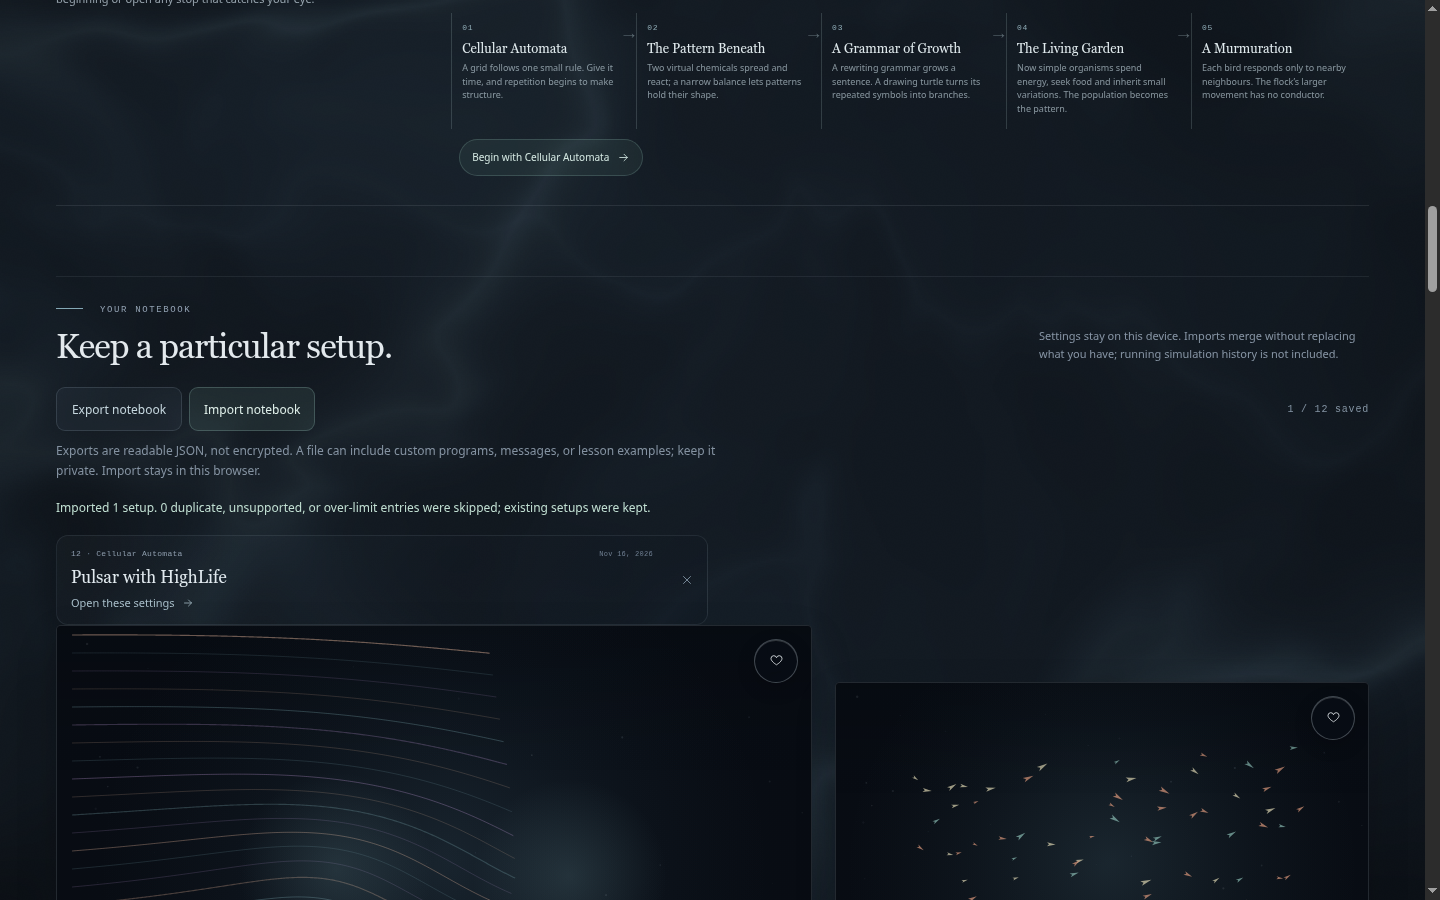 beginning or open any stop that catches your eye.
01
Cellular Automata
A grid follows one small rule. Give it
time, and repetition begins to make
structure.
→
02
The Pattern Beneath
Two virtual chemicals spread and
react; a narrow balance lets patterns
hold their shape.
→
03
A Grammar of Growth
A rewriting grammar grows a
sentence. A drawing turtle turns its
repeated symbols into branches.
→
04
The Living Garden
Now simple organisms spend
energy, seek food and inherit small
variations. The population becomes
the pattern.
→
05
A Murmuration
Each bird responds only to nearby
neighbours. The flock's larger
movement has no conductor.
Begin with Cellular Automata →
YOUR NOTEBOOK
Keep a particular setup.
Settings stay on this device. Imports merge without replacing
what you have; running simulation history is not included.
Export notebook
Import notebook
1 / 12 saved
Exports are readable JSON, not encrypted. A file can include custom programs, messages, or lesson examples; keep it
private. Import stays in this browser.
Imported 1 setup. 0 duplicate, unsupported, or over-limit entries were skipped; existing setups were kept.
12 · Cellular Automata
Nov 16, 2026
Pulsar with HighLife
Open these settings →